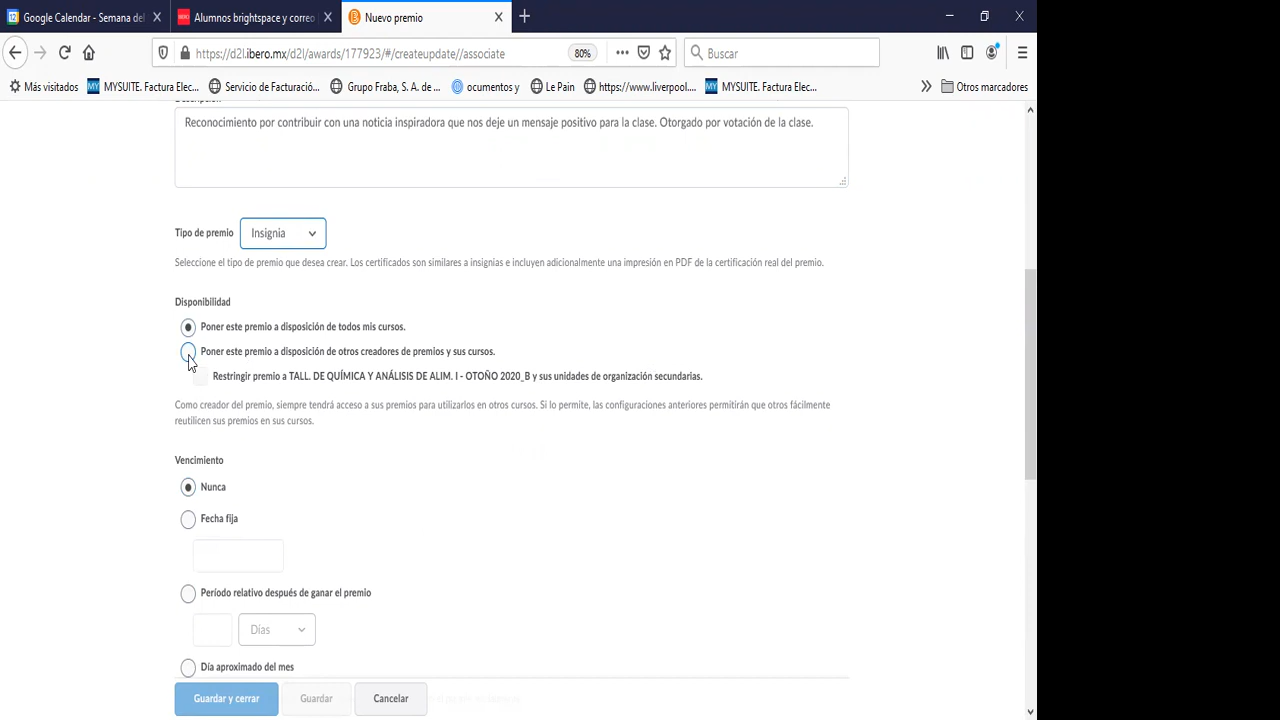 Google Calendar - Semana del
Alumnos brightspace y correo
Nuevo premio
https://d2l.ibero.mx/d2l/awards/177923/#/createupdate//associate
80%
Buscar
Más visitados
MYSUITE. Factura Elec...
Servicio de Facturació...
Grupo Fraba, S. A. de ...
ocumentos y
Le Pain
https://www.liverpool....
MYSUITE. Factura Elec...
Otros marcadores
Descripción
Reconocimiento por contribuir con una noticia inspiradora que nos deje un mensaje positivo para la clase. Otorgado por votación de la clase.
Tipo de premio
Insignia
Seleccione el tipo de premio que desea crear. Los certificados son similares a insignias e incluyen adicionalmente una impresión en PDF de la certificación real del premio.
Disponibilidad
Poner este premio a disposición de todos mis cursos.
Poner este premio a disposición de otros creadores de premios y sus cursos.
Restringir premio a TALL. DE QUÍMICA Y ANÁLISIS DE ALIM. I - OTOÑO 2020_B y sus unidades de organización secundarias.
Como creador del premio, siempre tendrá acceso a sus premios para utilizarlos en otros cursos. Si lo permite, las configuraciones anteriores permitirán que otros fácilmente
reutilicen sus premios en sus cursos.
Vencimiento
Nunca
Fecha fija
Período relativo después de ganar el premio
Días
Día aproximado del mes
Guardar y cerrar
Guardar
Cancelar